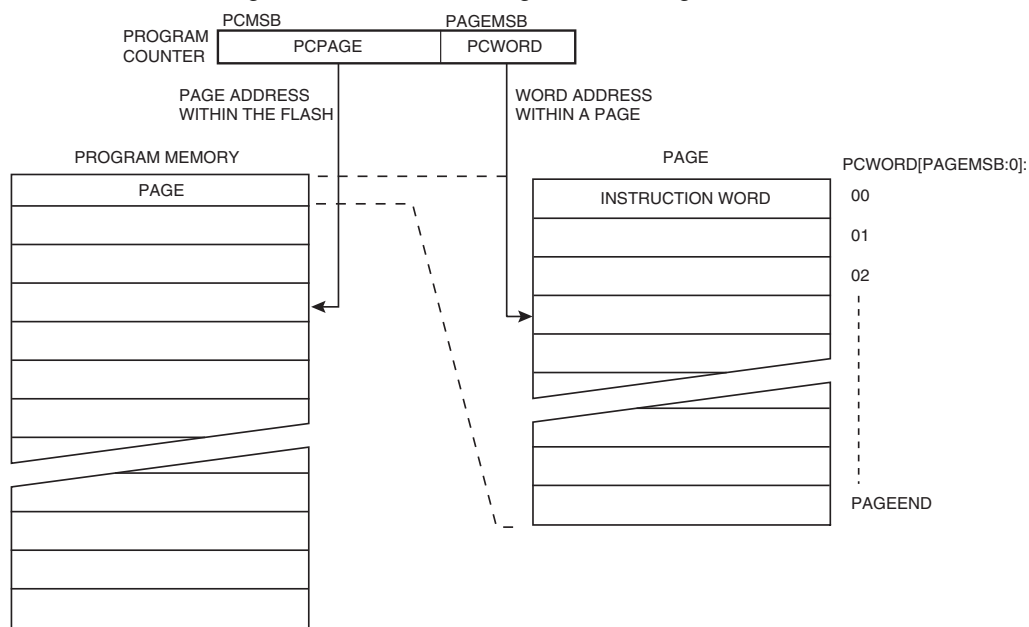 PCMSB
PAGEMSB
PROGRAM
COUNTER
PCPAGE
PCWORD
PAGE ADDRESS
WITHIN THE FLASH
WORD ADDRESS
WITHIN A PAGE
PROGRAM MEMORY
PAGE
PAGE
PCWORD[PAGEMSB:0]:
INSTRUCTION WORD
00
01
02
PAGEEND